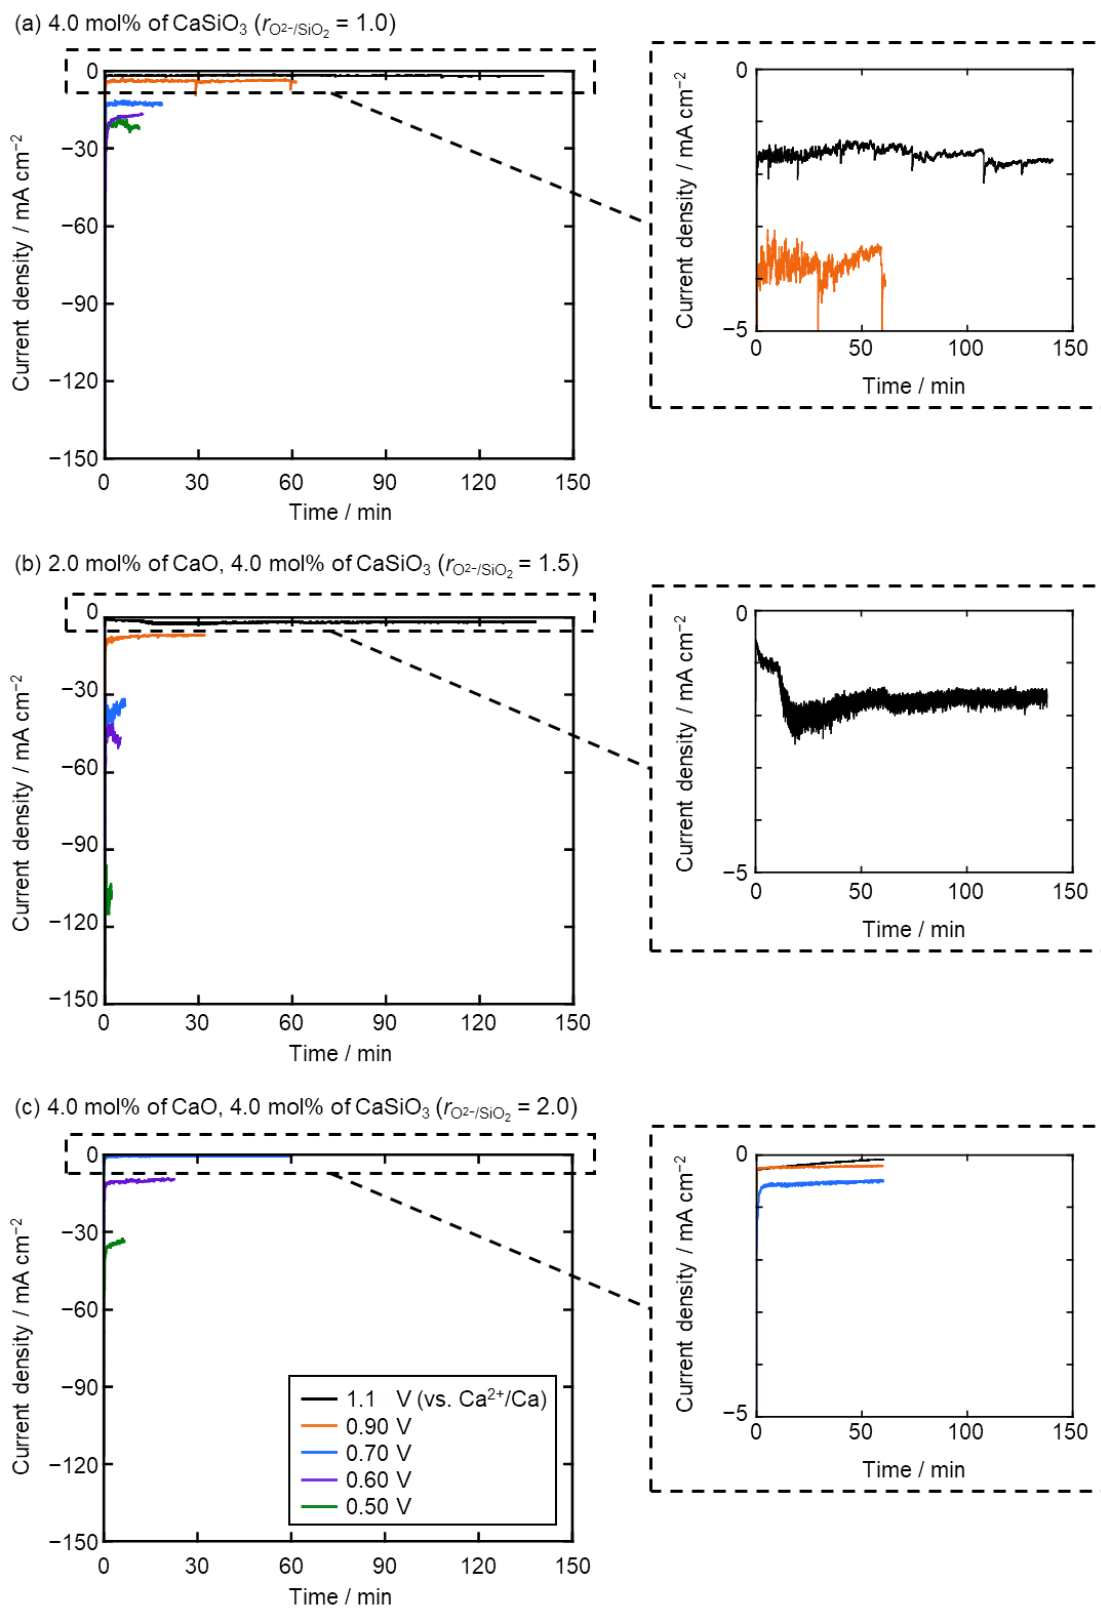 (a) 4.0 mol% of CaSiO₃ (r_O²⁻/SiO₂ = 1.0)
0
−30
−60
−90
−120
−150
Current density / mA cm⁻²
0 30 60 90 120 150
Time / min
0
−5
Current density / mA cm⁻²
0 50 100 150
Time / min
(b) 2.0 mol% of CaO, 4.0 mol% of CaSiO₃ (r_O²⁻/SiO₂ = 1.5)
0
−30
−60
−90
−120
−150
Current density / mA cm⁻²
0 30 60 90 120 150
Time / min
0
−5
Current density / mA cm⁻²
0 50 100 150
Time / min
(c) 4.0 mol% of CaO, 4.0 mol% of CaSiO₃ (r_O²⁻/SiO₂ = 2.0)
0
−30
−60
−90
−120
−150
Current density / mA cm⁻²
1.1 V (vs. Ca²⁺/Ca)
0.90 V
0.70 V
0.60 V
0.50 V
0 30 60 90 120 150
Time / min
0
−5
Current density / mA cm⁻²
0 50 100 150
Time / min